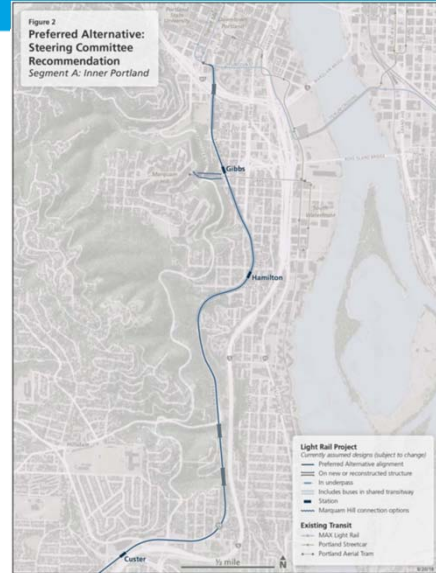 Figure 2
Preferred Alternative:
Steering Committee
Recommendation
Segment A: Inner Portland
Gibbs
Hamilton
Custer
½ mile
N
Light Rail Project
Currently assumed designs (subject to change)
Preferred Alternative alignment
On new or reconstructed structure
In underpass
Includes buses in shared transitway
Station
Marquam Hill connection options
Existing Transit
MAX Light Rail
Portland Streetcar
Portland Aerial Tram